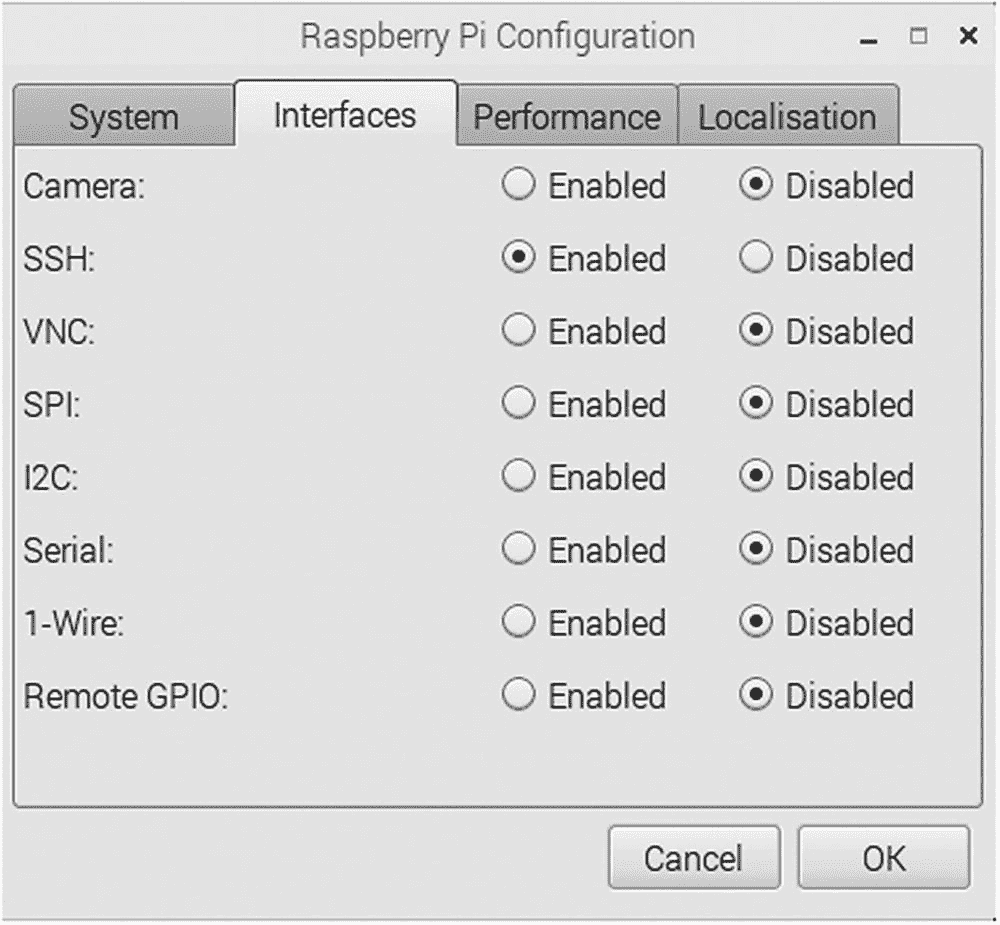 Raspberry Pi Configuration
System Interfaces Performance Localisation
Camera: Enabled Disabled
SSH: Enabled Disabled
VNC: Enabled Disabled
SPI: Enabled Disabled
I2C: Enabled Disabled
Serial: Enabled Disabled
1-Wire: Enabled Disabled
Remote GPIO: Enabled Disabled
Cancel OK